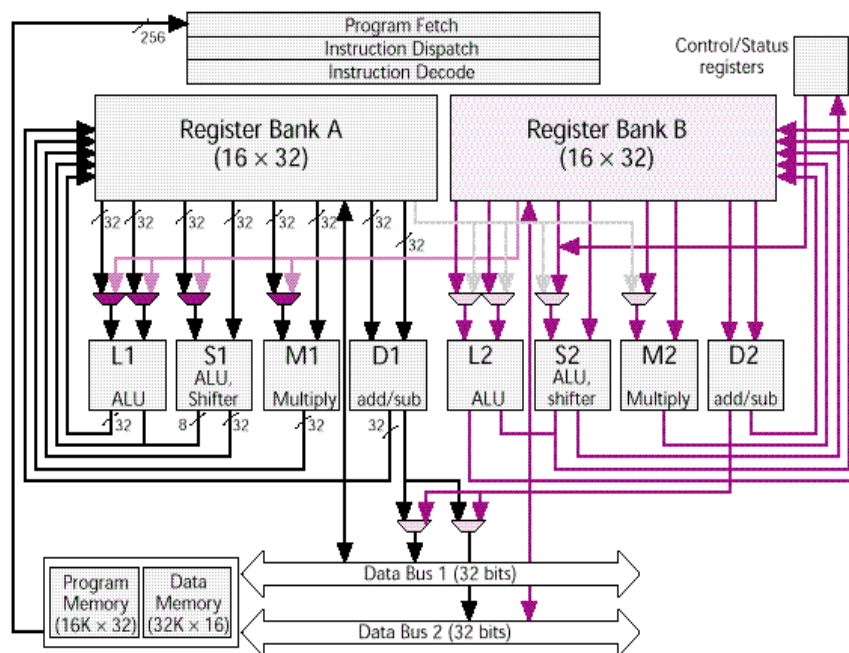 256
Program Fetch
Instruction Dispatch
Instruction Decode
Control/Status
registers
Register Bank A
(16 × 32)
Register Bank B
(16 × 32)
32
32
32
32
32
32
32
32
L1
ALU
S1
ALU,
Shifter
M1
Multiply
D1
add/sub
L2
ALU
S2
ALU,
shifter
M2
Multiply
D2
add/sub
32
8
32
32
32
Program
Memory
(16K × 32)
Data
Memory
(32K × 16)
Data Bus 1 (32 bits)
Data Bus 2 (32 bits)